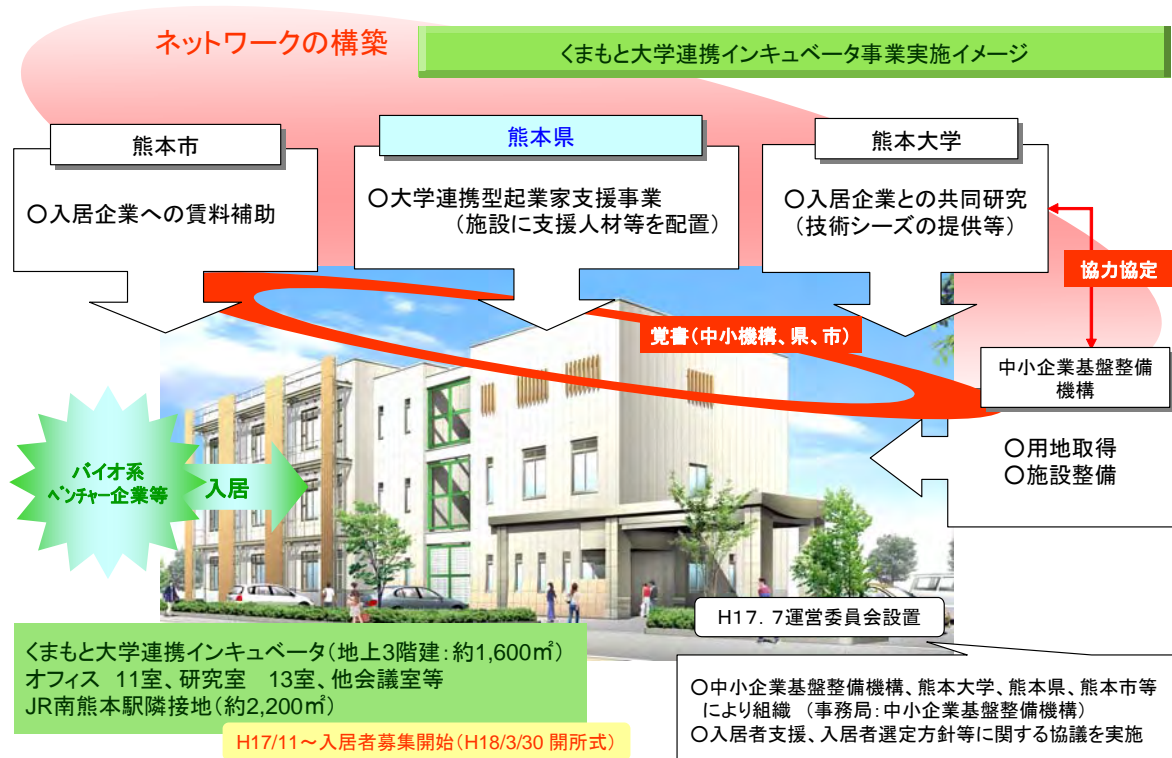 ネットワークの構築
くまもと大学連携インキュベータ事業実施イメージ
熊本市
○入居企業への賃料補助
熊本県
○大学連携型起業家支援事業
(施設に支援人材等を配置)
熊本大学
○入居企業との共同研究
(技術シーズの提供等)
協力協定
覚書(中小機構、県、市)
中小企業基盤整備
機構
○用地取得
○施設整備
バイオ系
ベンチャー企業等
入居
H17.7運営委員会設置
くまもと大学連携インキュベータ(地上3階建:約1,600㎡)
オフィス 11室、研究室 13室、他会議室等
JR南熊本駅隣接地(約2,200㎡)
H17/11~入居者募集開始(H18/3/30 開所式)
○中小企業基盤整備機構、熊本大学、熊本県、熊本市等
により組織 (事務局:中小企業基盤整備機構)
○入居者支援、入居者選定方針等に関する協議を実施